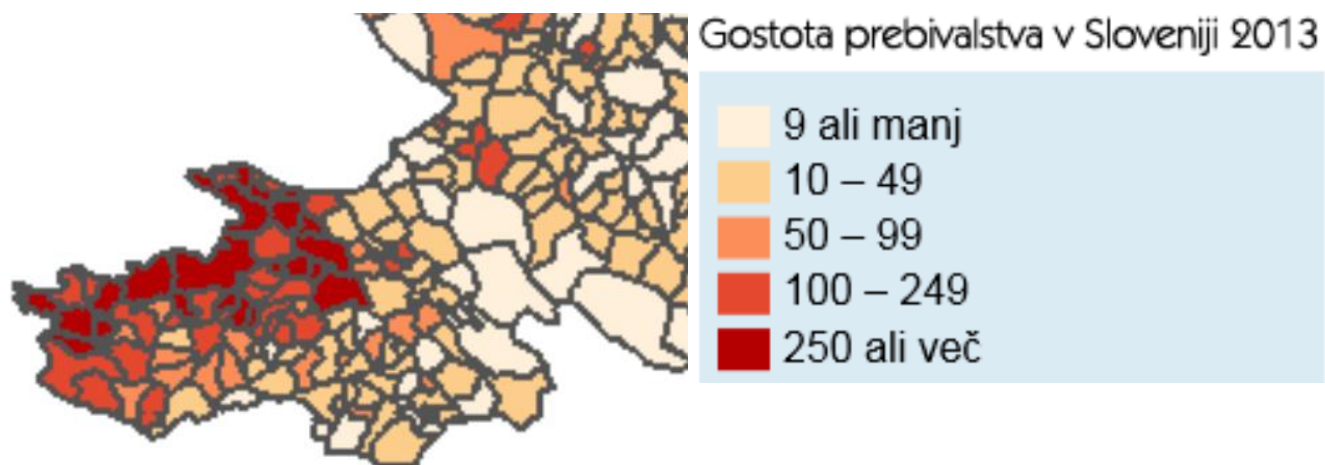 Gostota prebivalstva v Sloveniji 2013
9 ali manj
10 – 49
50 – 99
100 – 249
250 ali več